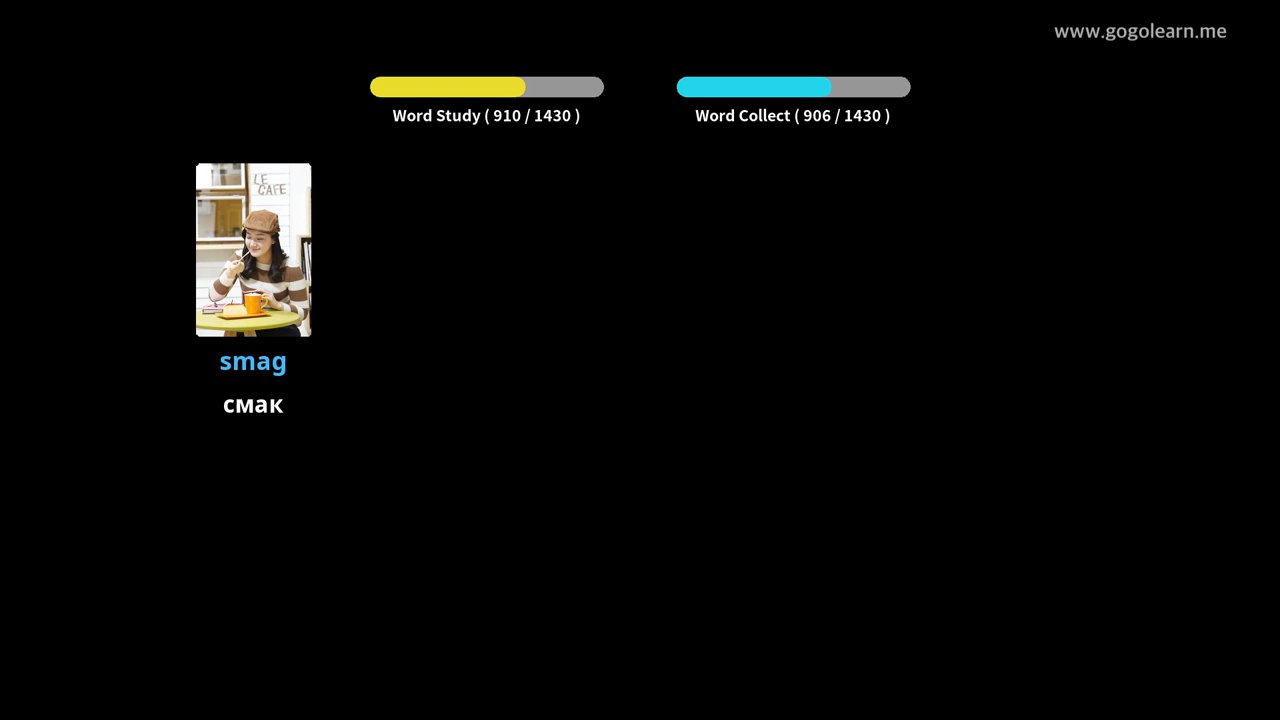 www.gogolearn.me
Word Study ( 910 / 1430 )
Word Collect ( 906 / 1430 )
LE
CAFE
smag
смак